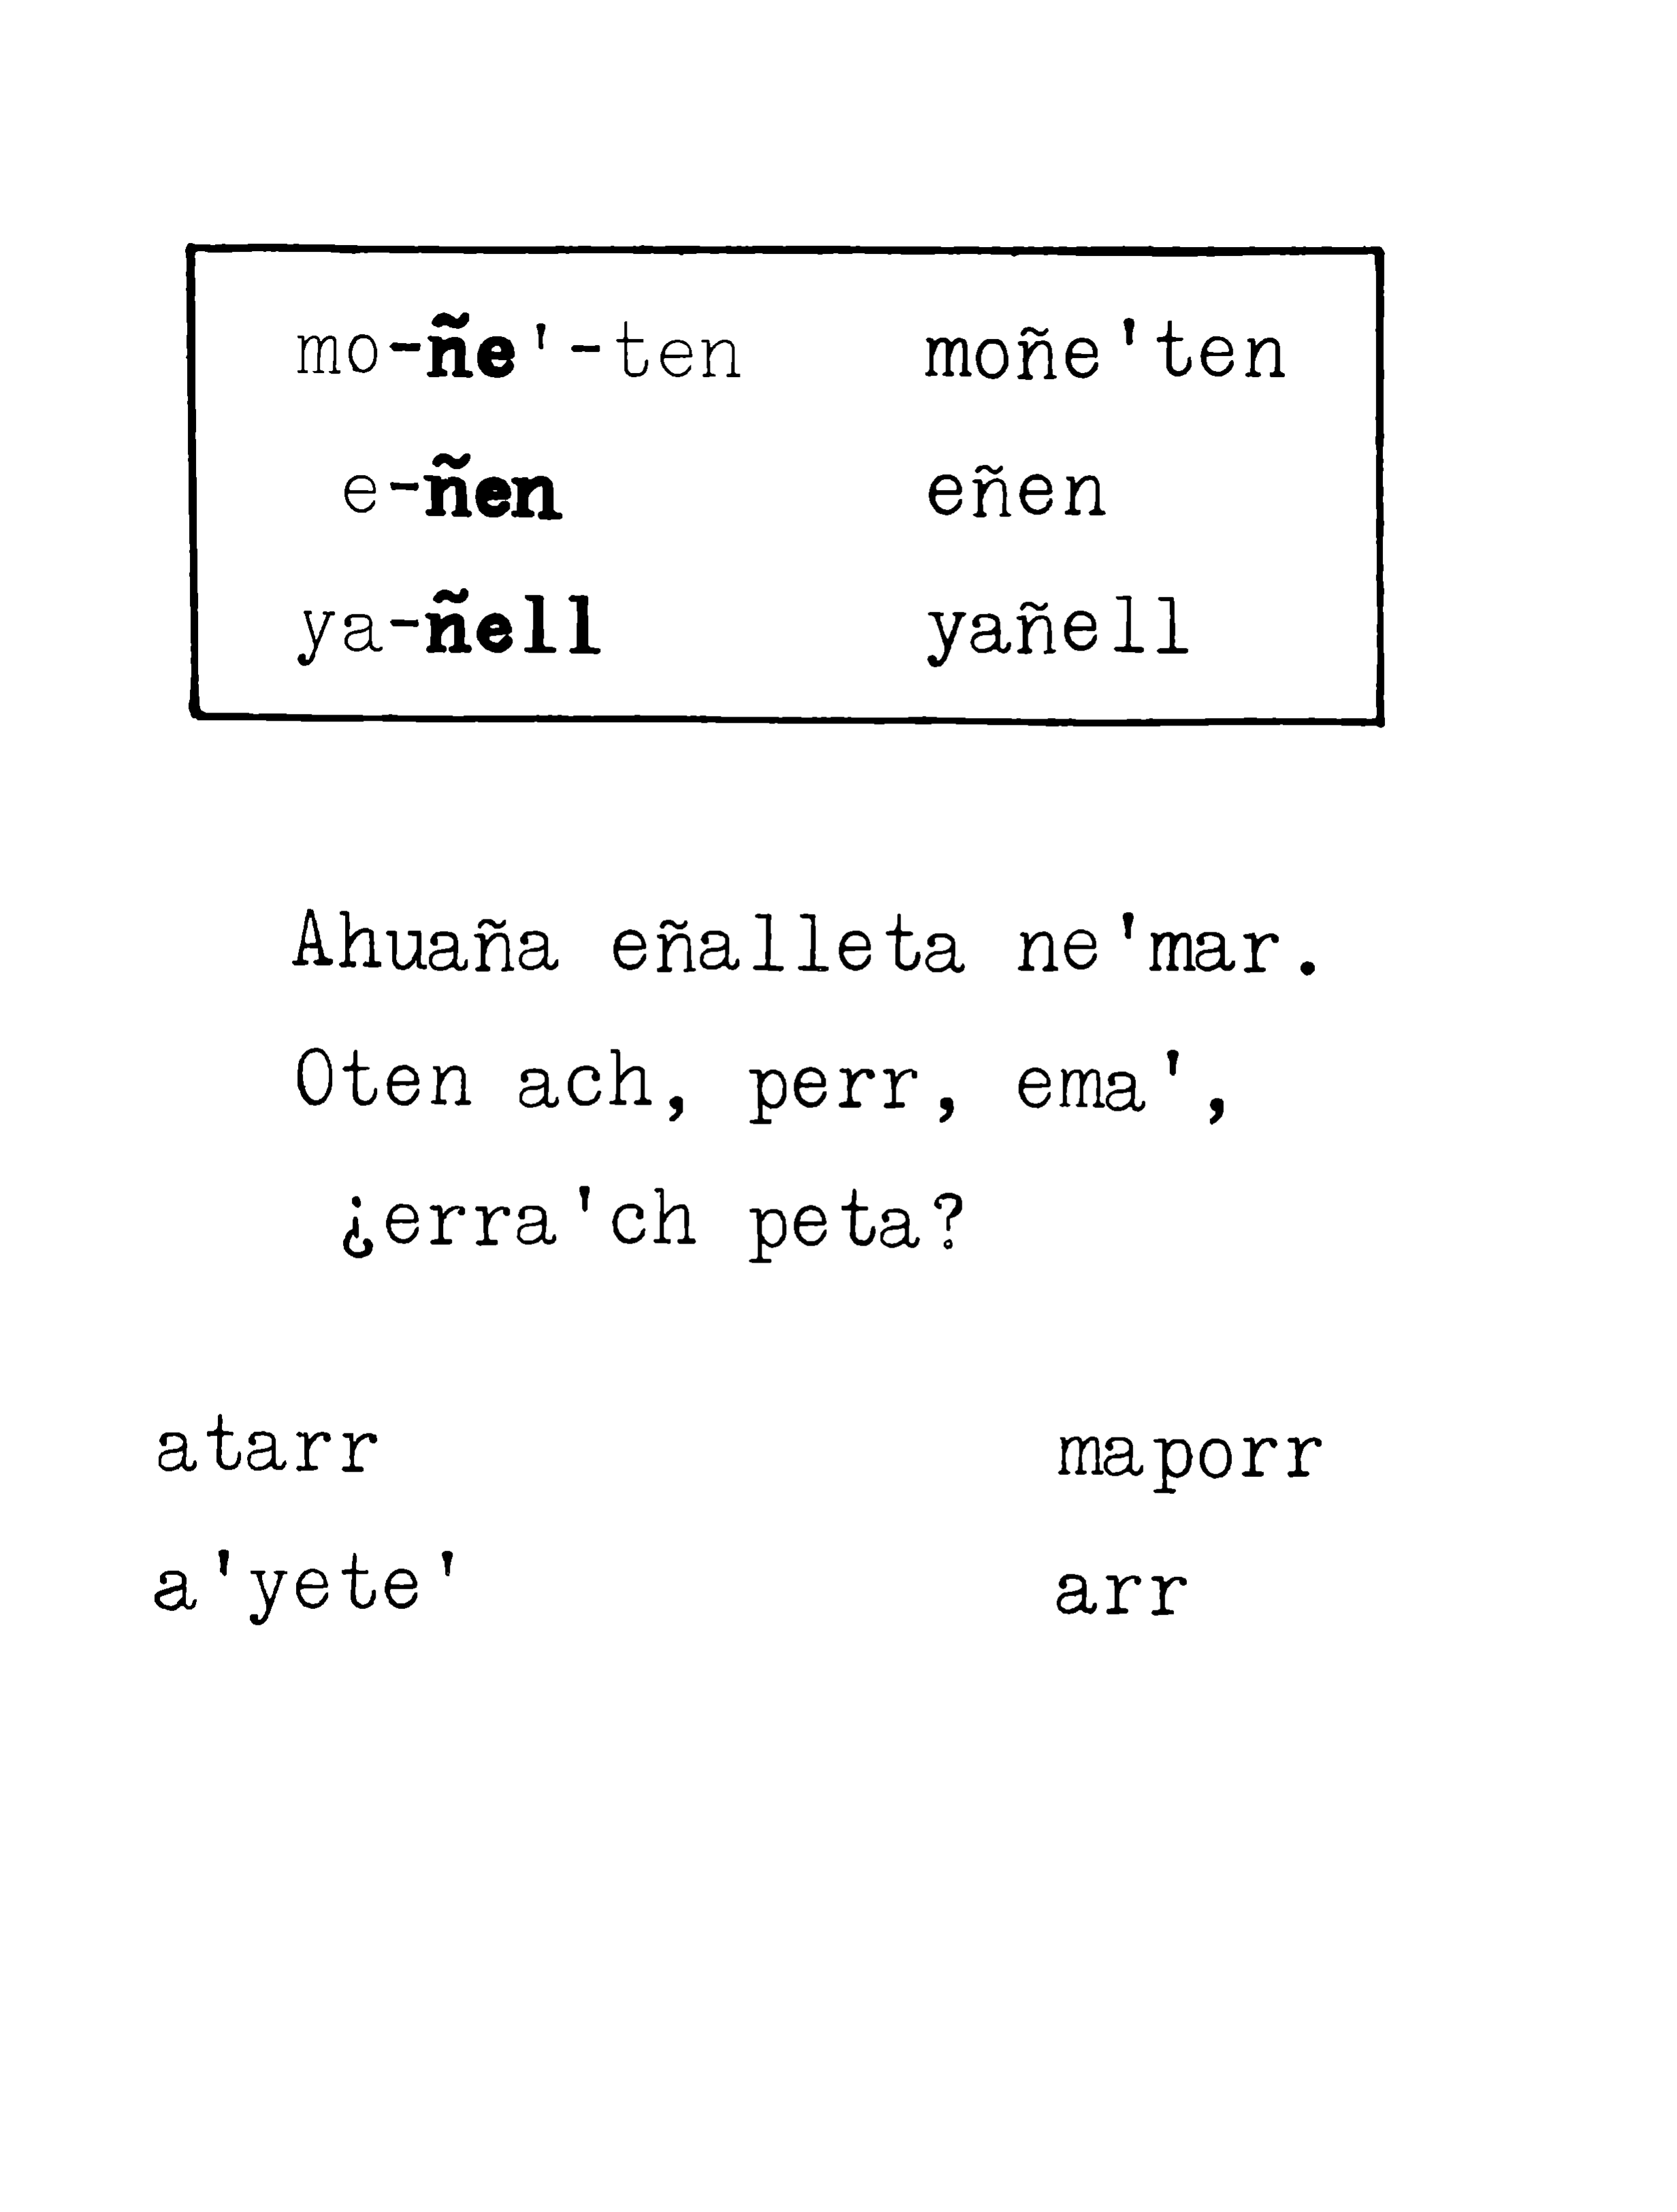 mo-ñe'-ten moñe'ten
e-ñen eñen
ya-ñell yañell
Ahuaña eñalleta ne'mar.
Oten ach, perr, ema',
¿erra'ch peta?
atarr maporr
a'yete' arr